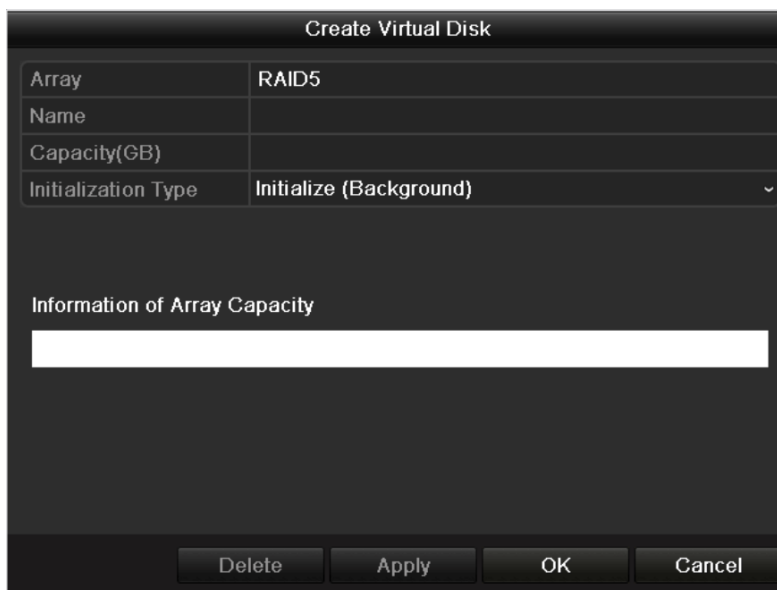 Create Virtual Disk
Array RAID5
Name
Capacity(GB)
Initialization Type Initialize (Background)
Information of Array Capacity
Delete Apply OK Cancel